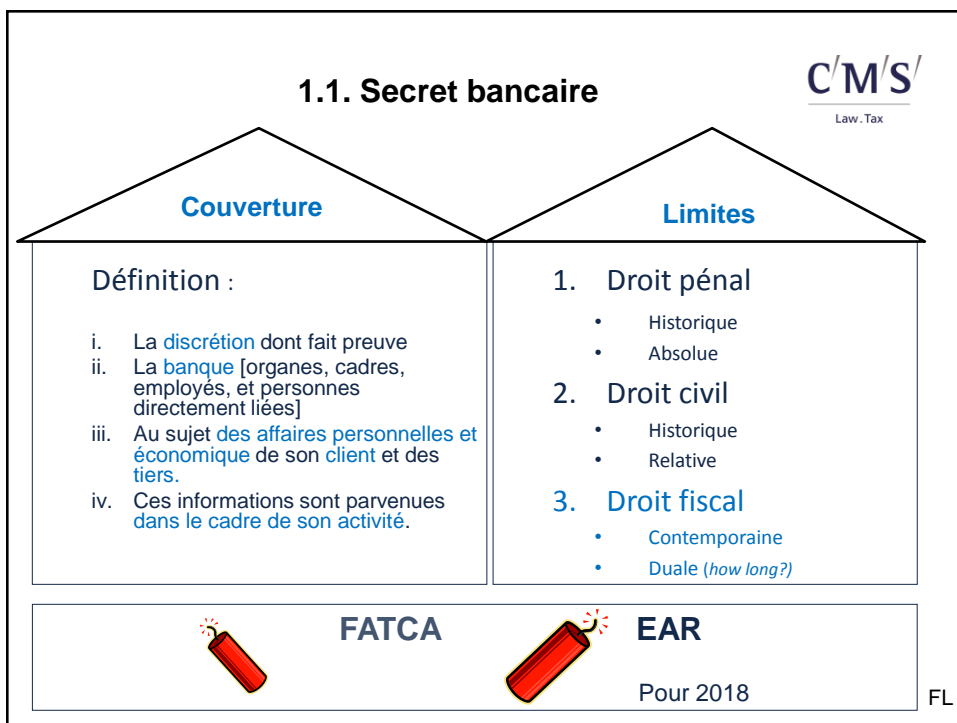 1.1. Secret bancaire
C'M'S'
Law.Tax
Couverture
Définition :
i. La discrétion dont fait preuve
ii. La banque [organes, cadres,
employés, et personnes
directement liées]
iii. Au sujet des affaires personnelles et
économique de son client et des
tiers.
iv. Ces informations sont parvenues
dans le cadre de son activité.
Limites
1. Droit pénal
• Historique
• Absolue
2. Droit civil
• Historique
• Relative
3. Droit fiscal
• Contemporaine
• Duale (how long?)
FATCA
EAR
Pour 2018
FL